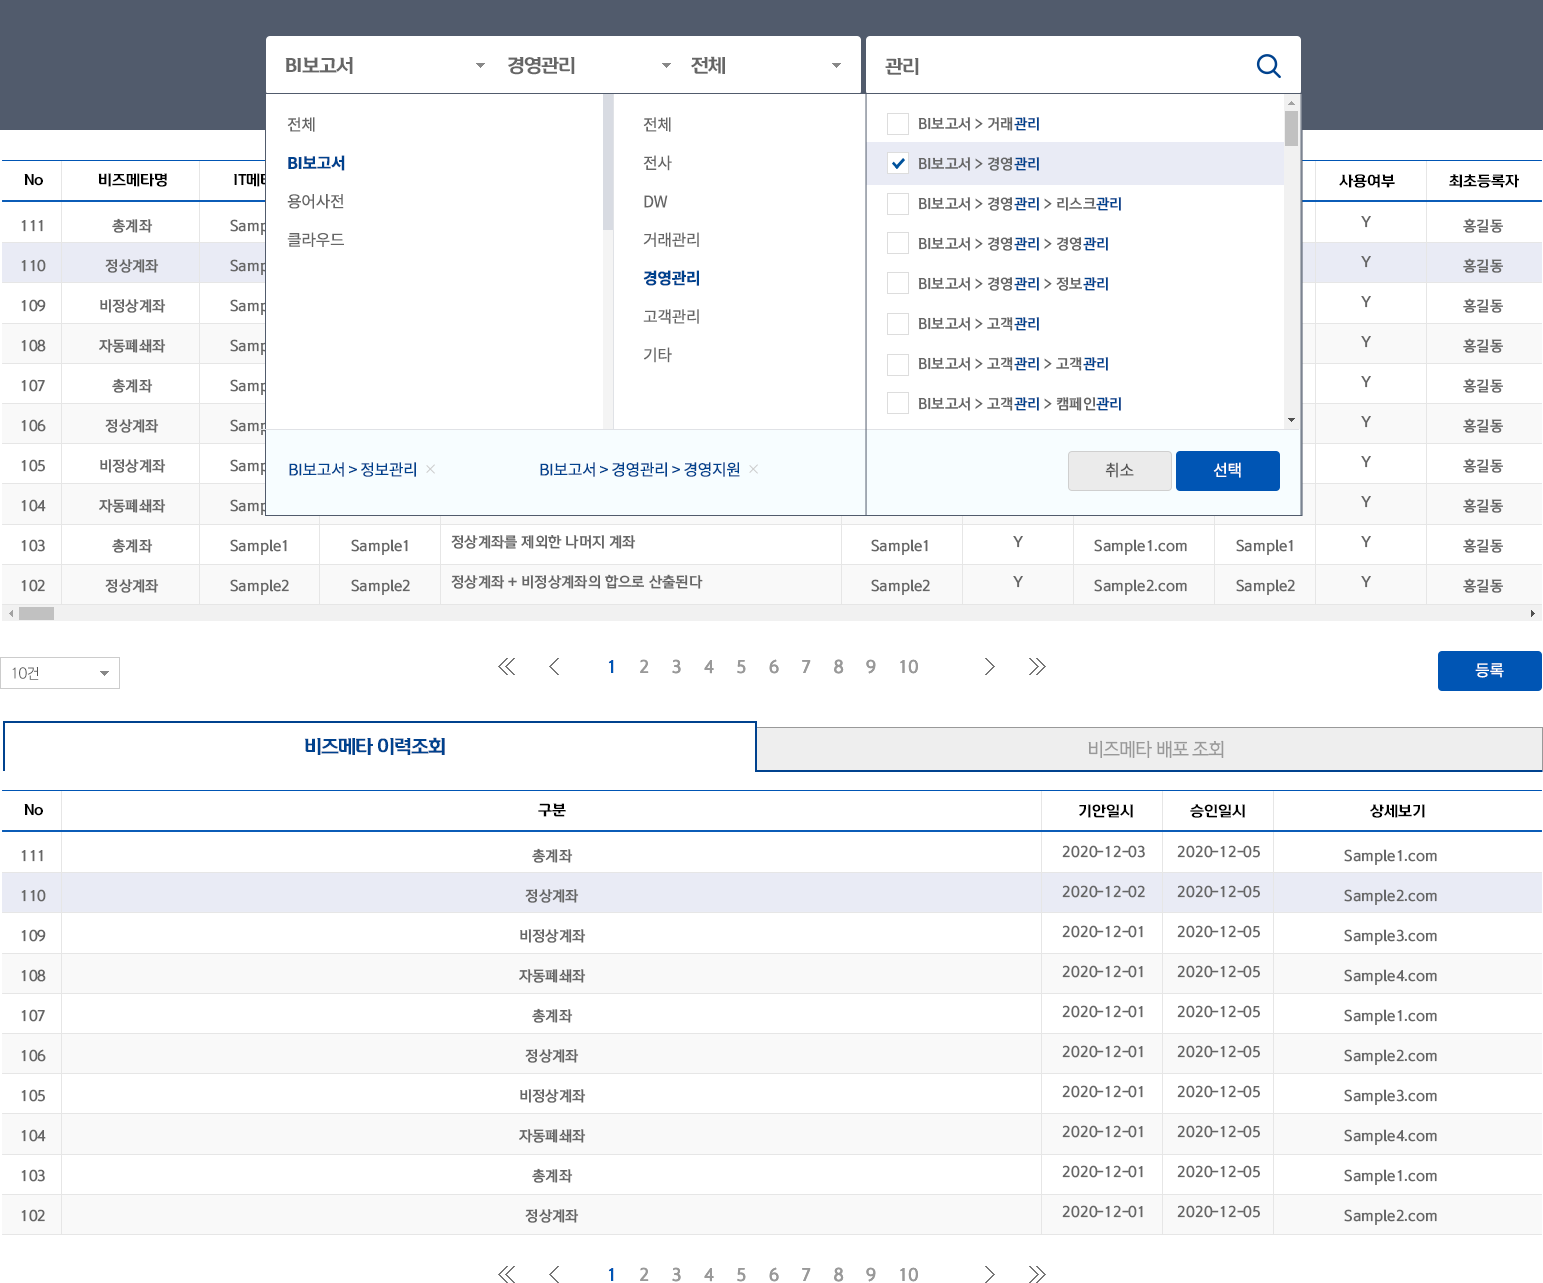 BI보고서 경영관리 전체 관리
전체 전체 BI보고서 > 거래관리
BI보고서 전사 BI보고서 > 경영관리
용어사전 DW BI보고서 > 경영관리 > 리스크관리
클라우드 거래관리 BI보고서 > 경영관리 > 경영관리
경영관리 BI보고서 > 경영관리 > 정보관리
고객관리 BI보고서 > 고객관리
기타 BI보고서 > 고객관리 > 고객관리
BI보고서 > 고객관리 > 캠페인관리
BI보고서 > 정보관리 × BI보고서 > 경영관리 > 경영지원 × 취소 선택
No 비즈메타명 IT메타 사용여부 최초등록자
111 총계좌 Samp Y 홍길동
110 정상계좌 Samp Y 홍길동
109 비정상계좌 Samp Y 홍길동
108 자동폐쇄좌 Samp Y 홍길동
107 총계좌 Samp Y 홍길동
106 정상계좌 Samp Y 홍길동
105 비정상계좌 Samp Y 홍길동
104 자동폐쇄좌 Samp Y 홍길동
103 총계좌 Sample1 Sample1 정상계좌를 제외한 나머지 계좌 Sample1 Y Sample1.com Sample1 Y 홍길동
102 정상계좌 Sample2 Sample2 정상계좌 + 비정상계좌의 합으로 산출된다 Sample2 Y Sample2.com Sample2 Y 홍길동
10건 1 2 3 4 5 6 7 8 9 10 등록
비즈메타 이력조회 비즈메타 배포 조회
No 구분 기안일시 승인일시 상세보기
111 총계좌 2020-12-03 2020-12-05 Sample1.com
110 정상계좌 2020-12-02 2020-12-05 Sample2.com
109 비정상계좌 2020-12-01 2020-12-05 Sample3.com
108 자동폐쇄좌 2020-12-01 2020-12-05 Sample4.com
107 총계좌 2020-12-01 2020-12-05 Sample1.com
106 정상계좌 2020-12-01 2020-12-05 Sample2.com
105 비정상계좌 2020-12-01 2020-12-05 Sample3.com
104 자동폐쇄좌 2020-12-01 2020-12-05 Sample4.com
103 총계좌 2020-12-01 2020-12-05 Sample1.com
102 정상계좌 2020-12-01 2020-12-05 Sample2.com
1 2 3 4 5 6 7 8 9 10